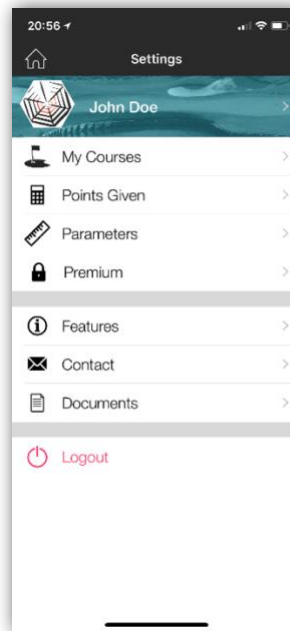 20:56
Settings
John Doe
My Courses
Points Given
Parameters
Premium
Features
Contact
Documents
Logout